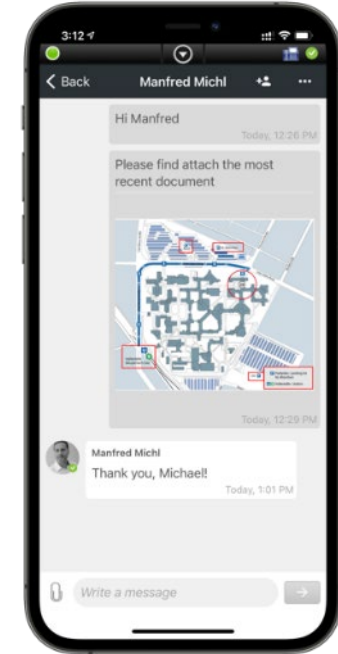 3:12
Back
Manfred Michl
Hi Manfred
Today, 12:26 PM
Please find attach the most
recent document
Today, 12:29 PM
Manfred Michl
Thank you, Michael!
Today, 1:01 PM
Write a message